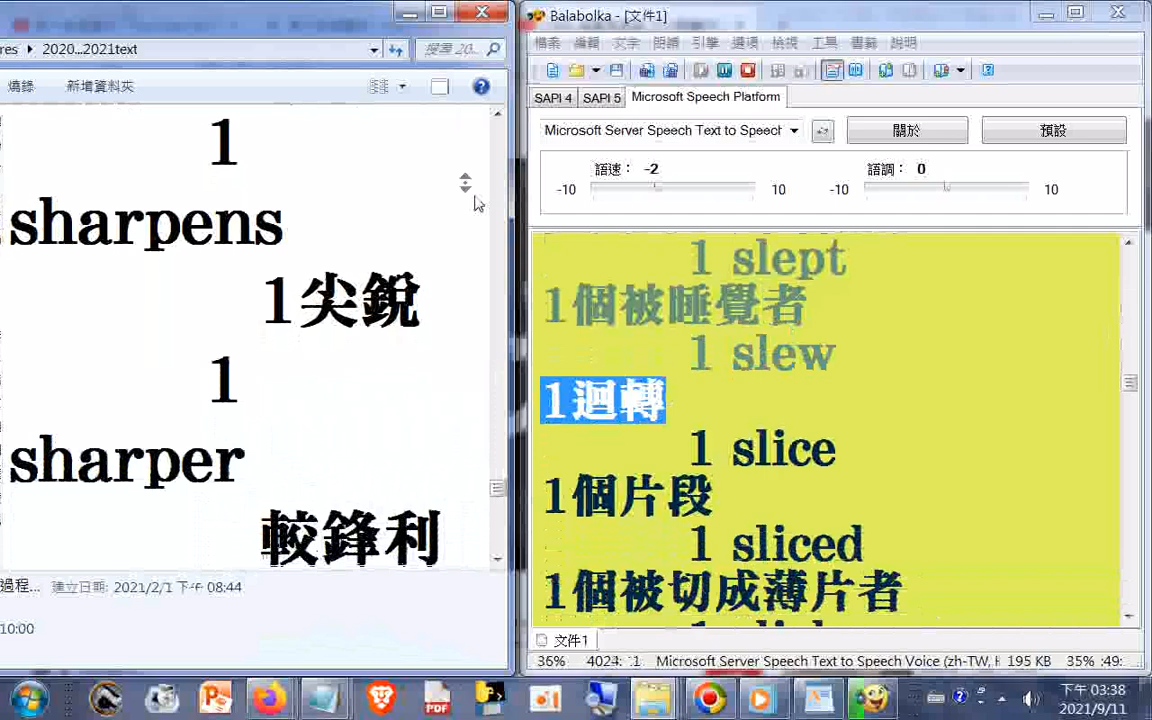 res ▸ 2020...2021text
搜尋 20...
燒錄 新增資料夾
1
sharpens
1尖銳
1
sharper
較鋒利
過程... 建立日期: 2021/2/1 下午 08:44
10:00
Balabolka - [文件1]
檔案 編輯 文字 朗讀 引擎 選項 檢視 工具 書籤 說明
SAPI 4 SAPI 5 Microsoft Speech Platform
Microsoft Server Speech Text to Speech
關於 預設
語速： -2 語調： 0
-10 10 -10 10
1 slept
1個被睡覺者
1 slew
1迴轉
1 slice
1個片段
1 sliced
1個被切成薄片者
文件1
36% 4024: 1 Microsoft Server Speech Text to Speech Voice (zh-TW, H 195 KB 35% :49:
PDF
下午 03:38
2021/9/11